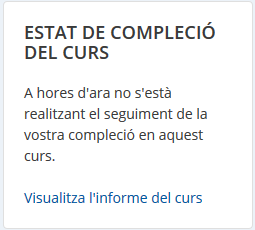 ESTAT DE COMPLECIÓ
DEL CURS
A hores d'ara no s'està
realitzant el seguiment de la
vostra compleció en aquest
curs.
Visualitza l'informe del curs